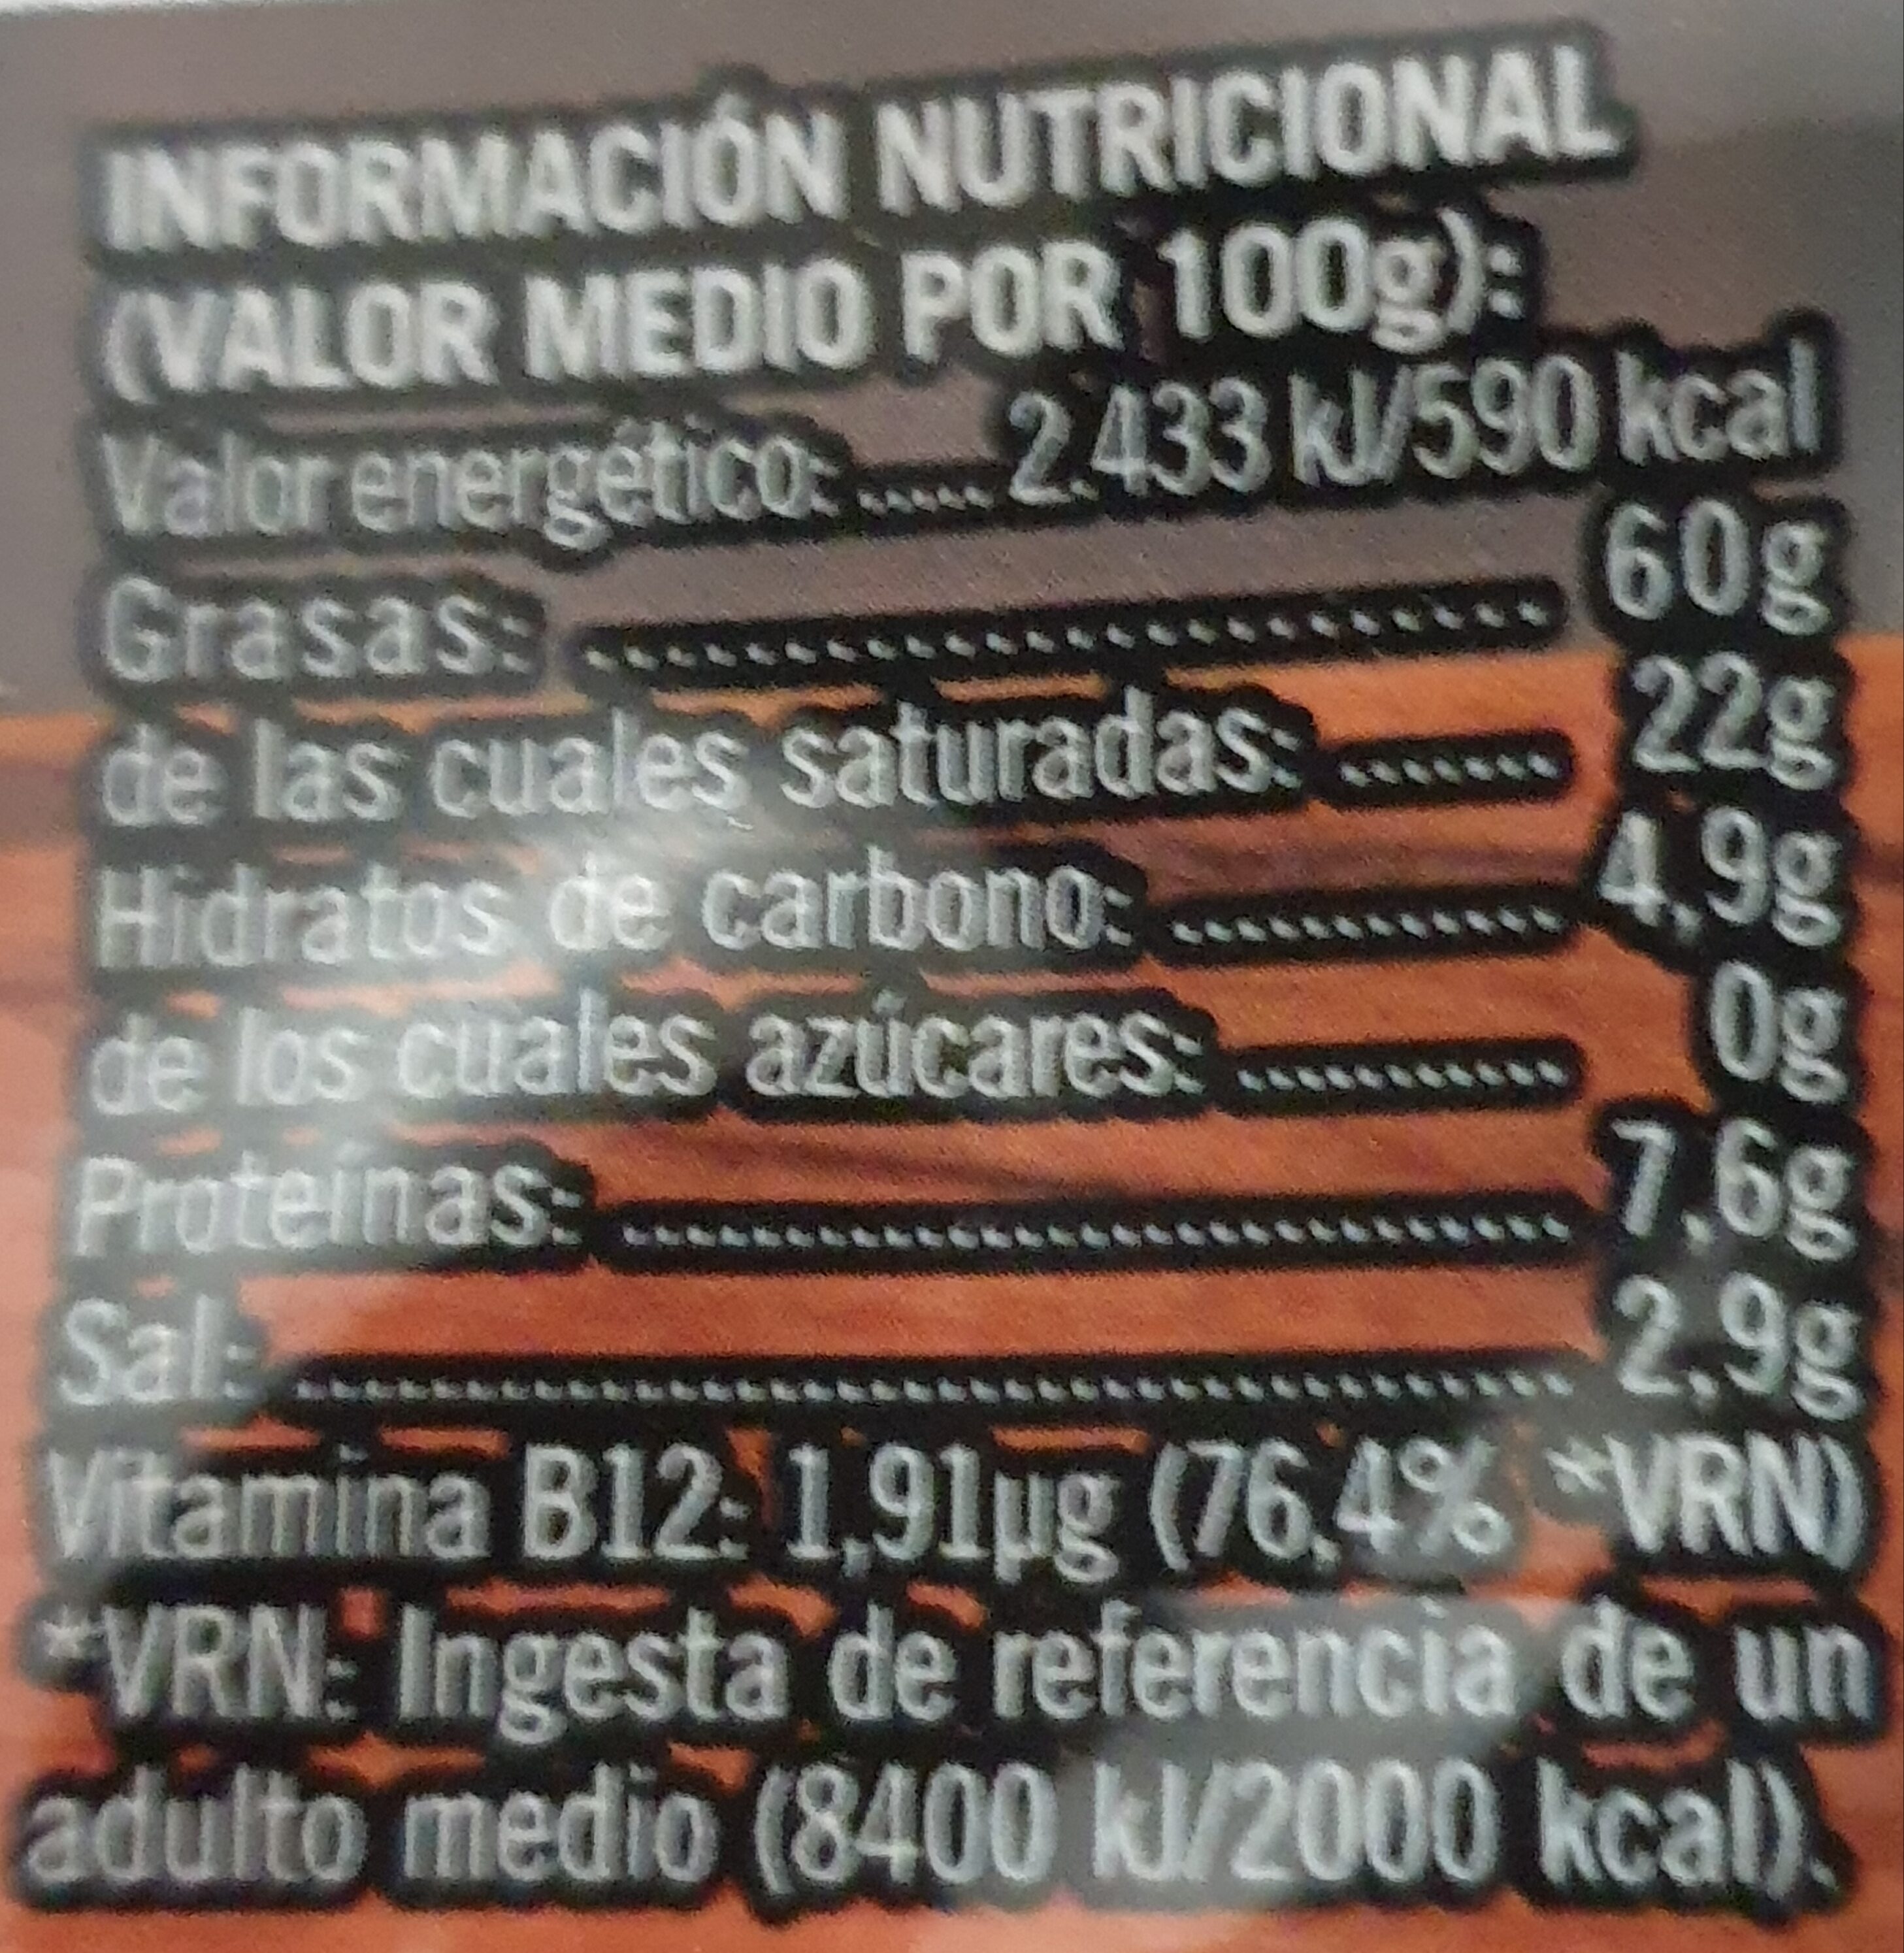 INFORMACIÓN NUTRICIONAL
(VALOR MEDIO POR 100g):
Valor energético: ..... 2.433 kJ/590 kcal
Grasas: ........................ 60g
de las cuales saturadas: ....... 22g
Hidratos de carbono: ............ 4,9g
de los cuales azúcares: ........... 0g
Proteínas: ................................ 7,6g
Sal: ........................................ 2,9g
Vitamina B12: 1,91µg (76,4% *VRN)
*VRN: Ingesta de referencia de un
adulto medio (8400 kJ/2000 kcal).